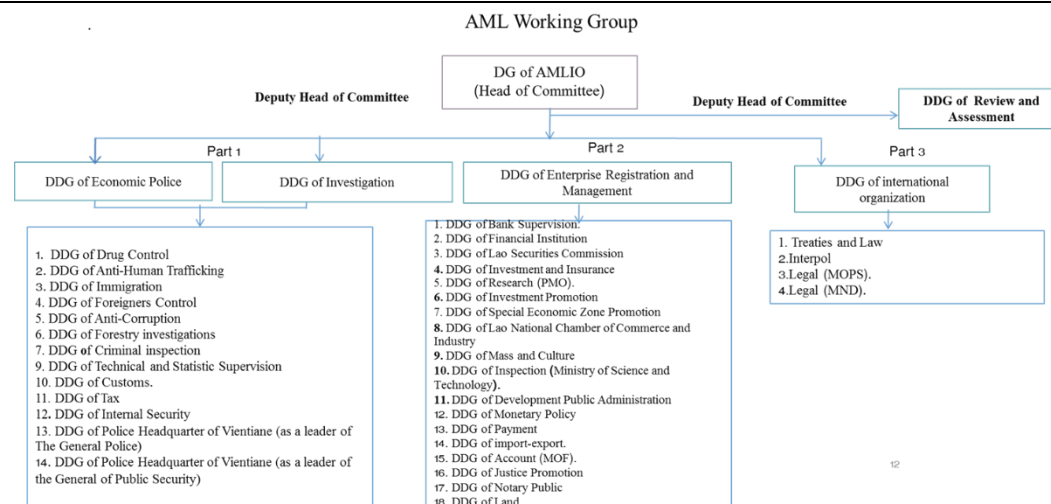 AML Working Group
.
DG of AMLIO
(Head of Committee)
Deputy Head of Committee
Deputy Head of Committee
DDG of Review and
Assessment
Part 1
DDG of Economic Police
DDG of Investigation
1. DDG of Drug Control
2. DDG of Anti-Human Trafficking
3. DDG of Immigration
4. DDG of Foreigners Control
5. DDG of Anti-Corruption
6. DDG of Forestry investigations
7. DDG of Criminal inspection
9. DDG of Technical and Statistic Supervision
10. DDG of Customs.
11. DDG of Tax
12. DDG of Internal Security
13. DDG of Police Headquarter of Vientiane (as a leader of
The General Police)
14. DDG of Police Headquarter of Vientiane (as a leader of
the General of Public Security)
Part 2
DDG of Enterprise Registration and
Management
1. DDG of Bank Supervision.
2. DDG of Financial Institution
3. DDG of Lao Securities Commission
4. DDG of Investment and Insurance
5. DDG of Research (PMO).
6. DDG of Investment Promotion
7. DDG of Special Economic Zone Promotion
8. DDG of Lao National Chamber of Commerce and
Industry
9. DDG of Mass and Culture
10. DDG of Inspection (Ministry of Science and
Technology).
11. DDG of Development Public Administration
12. DDG of Monetary Policy
13. DDG of Payment
14. DDG of import-export.
15. DDG of Account (MOF).
16. DDG of Justice Promotion
17. DDG of Notary Public
18. DDG of Land
Part 3
DDG of international
organization
1. Treaties and Law
2.Interpol
3.Legal (MOPS).
4.Legal (MND).
12